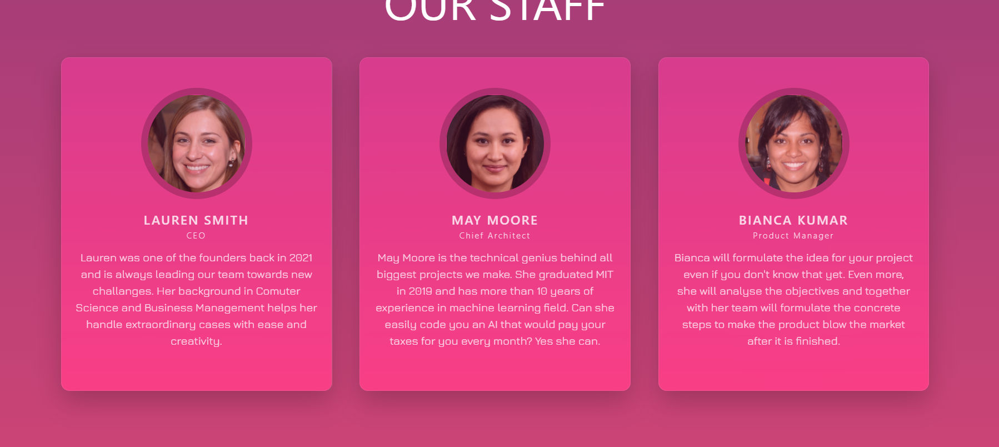 OUR STAFF
LAUREN SMITH
CEO
Lauren was one of the founders back in 2021
and is always leading our team towards new
challanges. Her background in Comuter
Science and Business Management helps her
handle extraordinary cases with ease and
creativity.
MAY MOORE
Chief Architect
May Moore is the technical genius behind all
biggest projects we make. She graduated MIT
in 2019 and has more than 10 years of
experience in machine learning field. Can she
easily code you an AI that would pay your
taxes for you every month? Yes she can.
BIANCA KUMAR
Product Manager
Bianca will formulate the idea for your project
even if you don't know that yet. Even more,
she will analyse the objectives and together
with her team will formulate the concrete
steps to make the product blow the market
after it is finished.